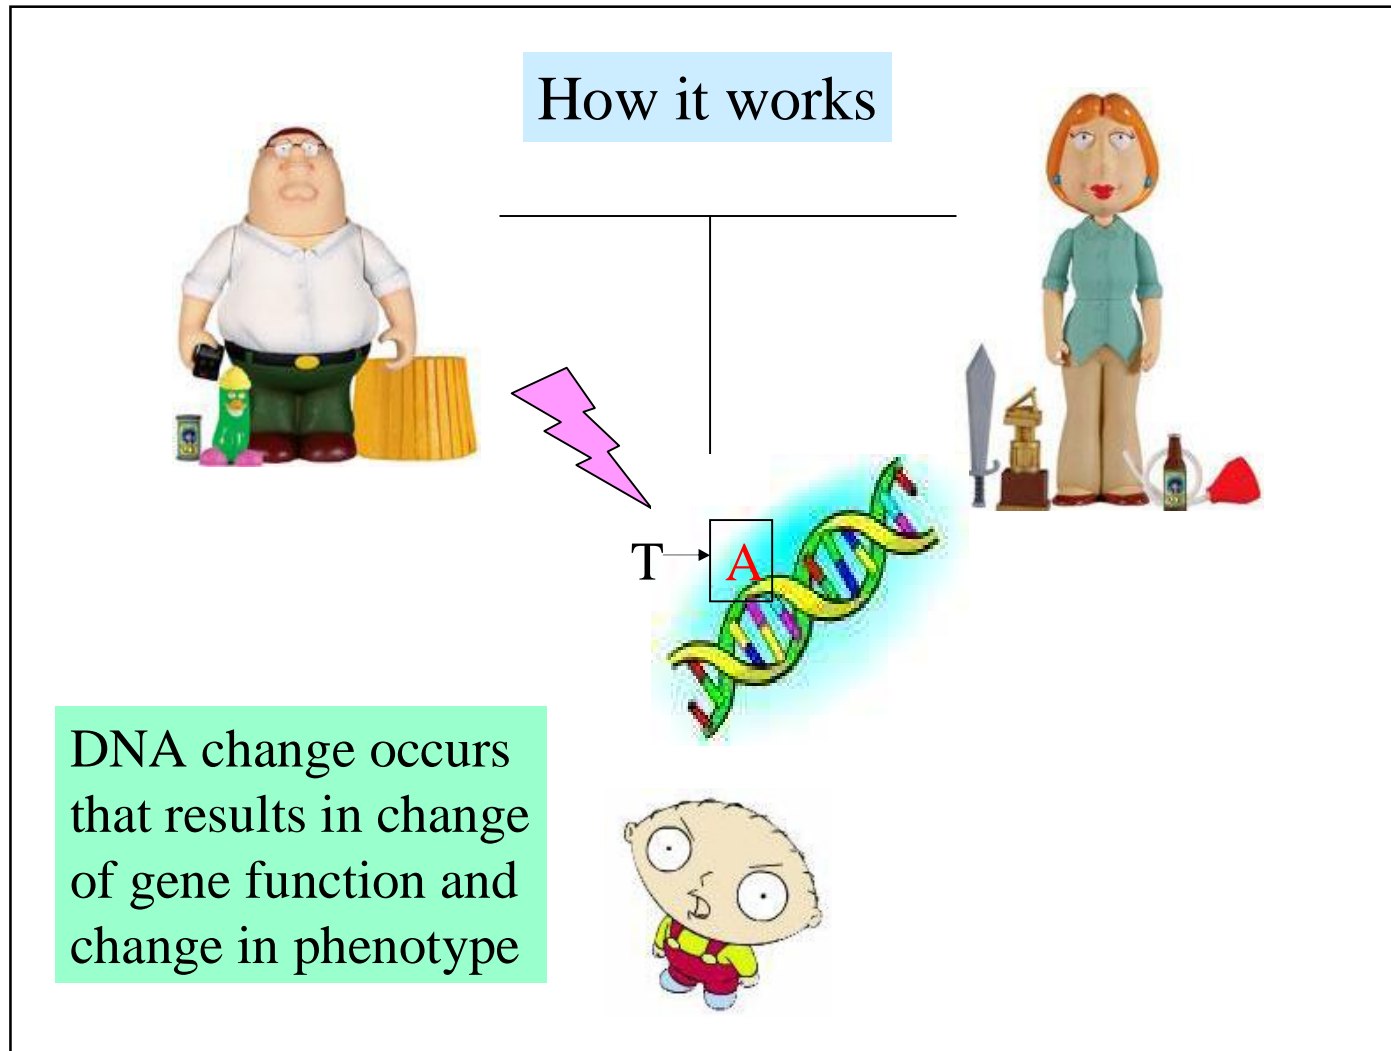 How it works
T
A
DNA change occurs
that results in change
of gene function and
change in phenotype